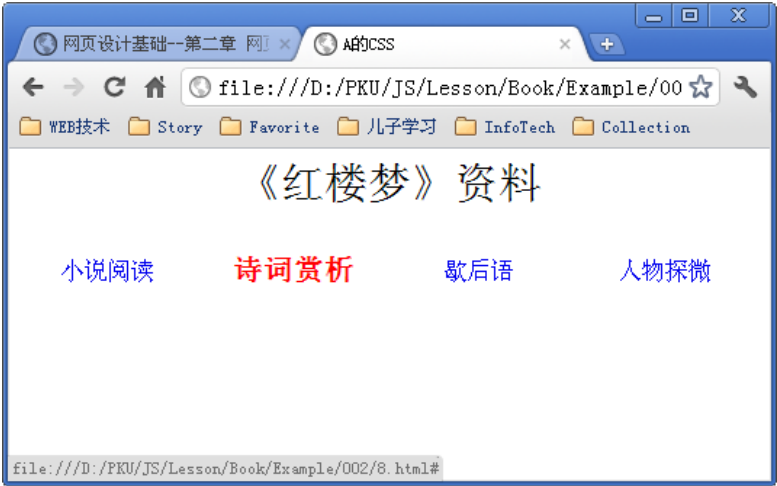 网页设计基础--第二章 网页
A的CSS
file:///D:/PKU/JS/Lesson/Book/Example/00
WEB技术 Story Favorite 儿子学习 InfoTech Collection
《红楼梦》资料
小说阅读 诗词赏析 歇后语 人物探微
file:///D:/PKU/JS/Lesson/Book/Example/002/8.html#